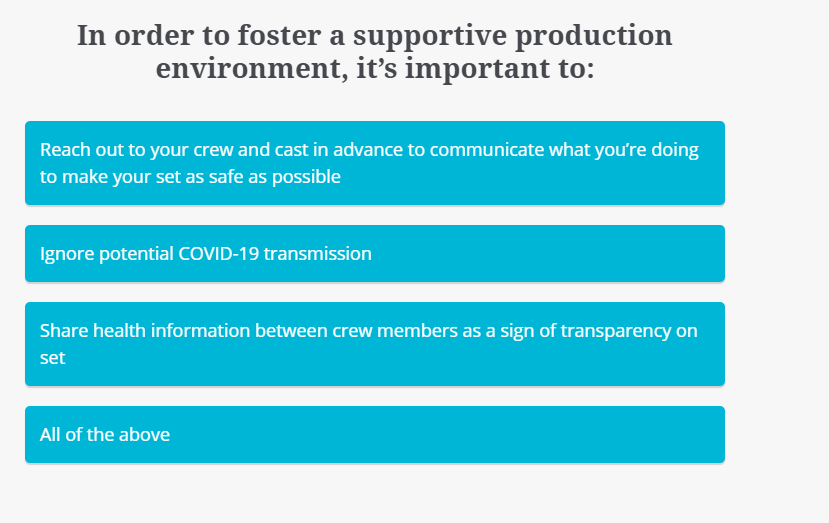 In order to foster a supportive production
environment, it’s important to:
Reach out to your crew and cast in advance to communicate what you’re doing
to make your set as safe as possible
Ignore potential COVID-19 transmission
Share health information between crew members as a sign of transparency on
set
All of the above